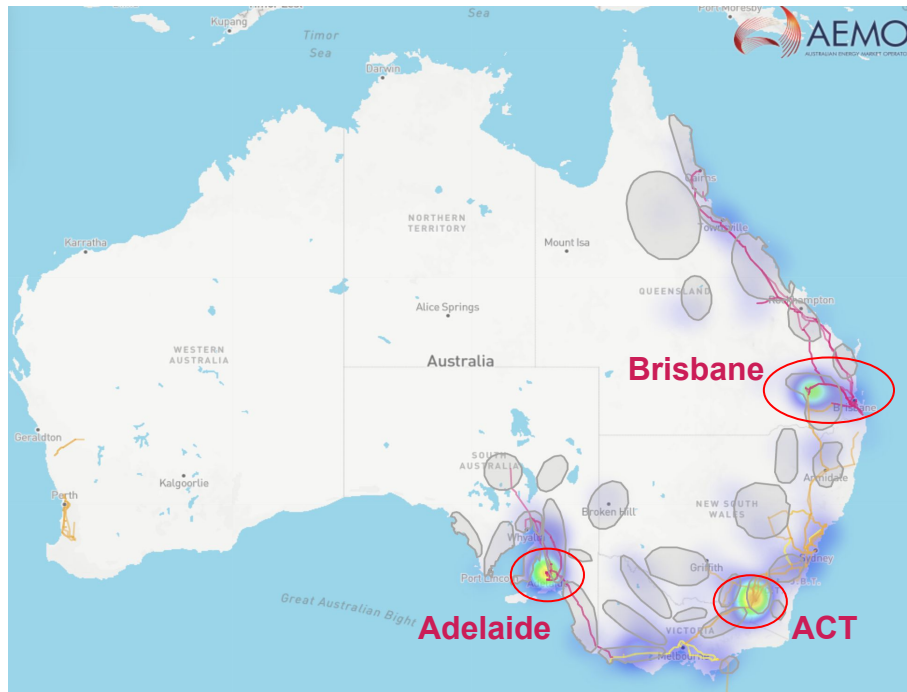 Port Moresby
Kupang
Sea
AEMO
AUSTRALIAN ENERGY MARKET OPERATOR
Timor
Sea
Darwin
Cairns
NORTHERN
TERRITORY
Townsville
Karratha
Mount Isa
QUEENSLAND
Rockhampton
Alice Springs
WESTERN
AUSTRALIA
Australia
Brisbane
Brisbane
Geraldton
SOUTH
AUSTRALIA
Armidale
Kalgoorlie
Perth
NEW SOUTH
WALES
Broken Hill
Whyalla
Sydney
Griffith
Port Lincoln
J.B.T.
Great Australian Bight
Adelaide
VICTORIA
ACT
Melbourne